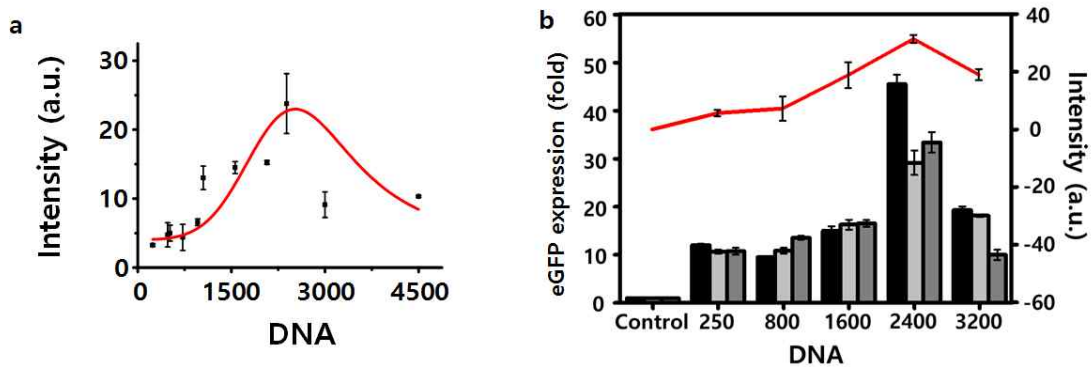 a
Intensity (a.u.)
30
20
10
0
0 1500 3000 4500
DNA
b
eGFP expression (fold)
60
50
40
30
20
10
0
Control 250 800 1600 2400 3200
DNA
40
20
0
-20
-40
-60
Intensity (a.u.)